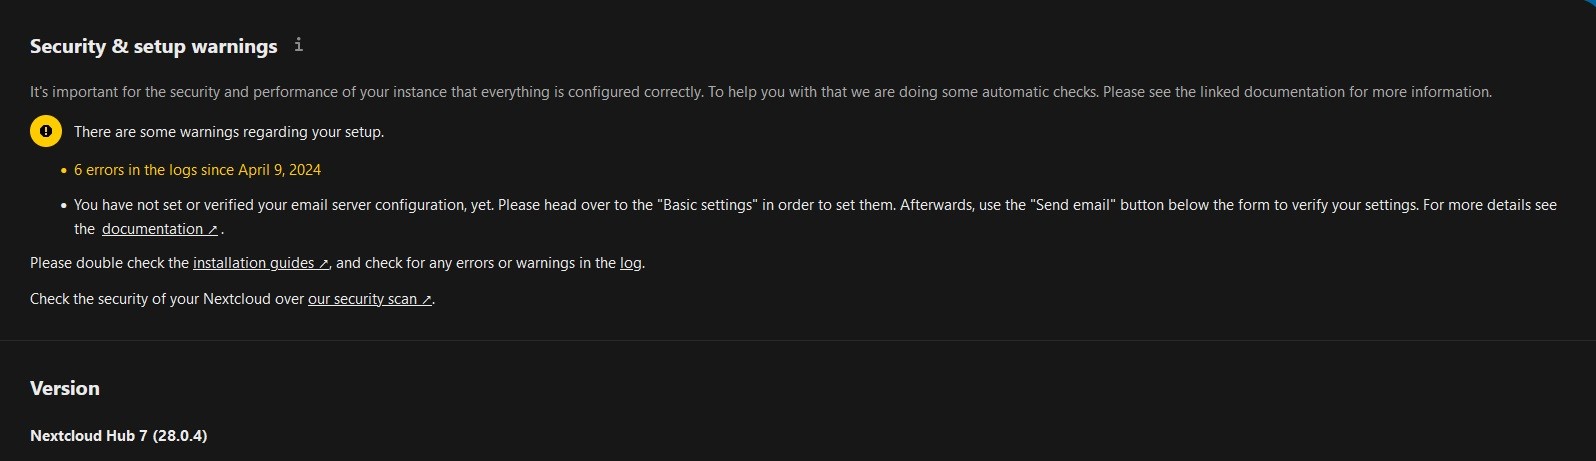 Security & setup warnings i
It's important for the security and performance of your instance that everything is configured correctly. To help you with that we are doing some automatic checks. Please see the linked documentation for more information.
There are some warnings regarding your setup.
• 6 errors in the logs since April 9, 2024
• You have not set or verified your email server configuration, yet. Please head over to the "Basic settings" in order to set them. Afterwards, use the "Send email" button below the form to verify your settings. For more details see
the documentation ↗ .
Please double check the installation guides ↗, and check for any errors or warnings in the log.
Check the security of your Nextcloud over our security scan ↗.
Version
Nextcloud Hub 7 (28.0.4)